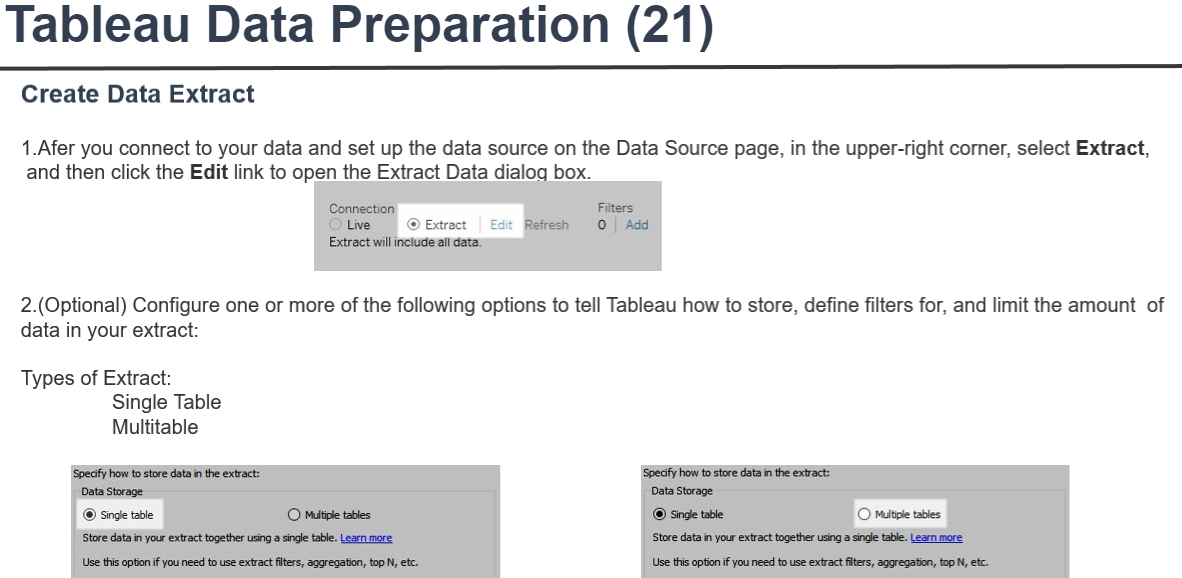 Tableau Data Preparation (21)
Create Data Extract
1.Afer you connect to your data and set up the data source on the Data Source page, in the upper-right corner, select Extract,
and then click the Edit link to open the Extract Data dialog box.
Connection Filters
Live Extract Edit Refresh 0 Add
Extract will include all data.
2.(Optional) Configure one or more of the following options to tell Tableau how to store, define filters for, and limit the amount of
data in your extract:
Types of Extract:
Single Table
Multitable
Specify how to store data in the extract:
Data Storage
Single table Multiple tables
Store data in your extract together using a single table. Learn more
Use this option if you need to use extract filters, aggregation, top N, etc.
Specify how to store data in the extract:
Data Storage
Single table Multiple tables
Store data in your extract together using a single table. Learn more
Use this option if you need to use extract filters, aggregation, top N, etc.